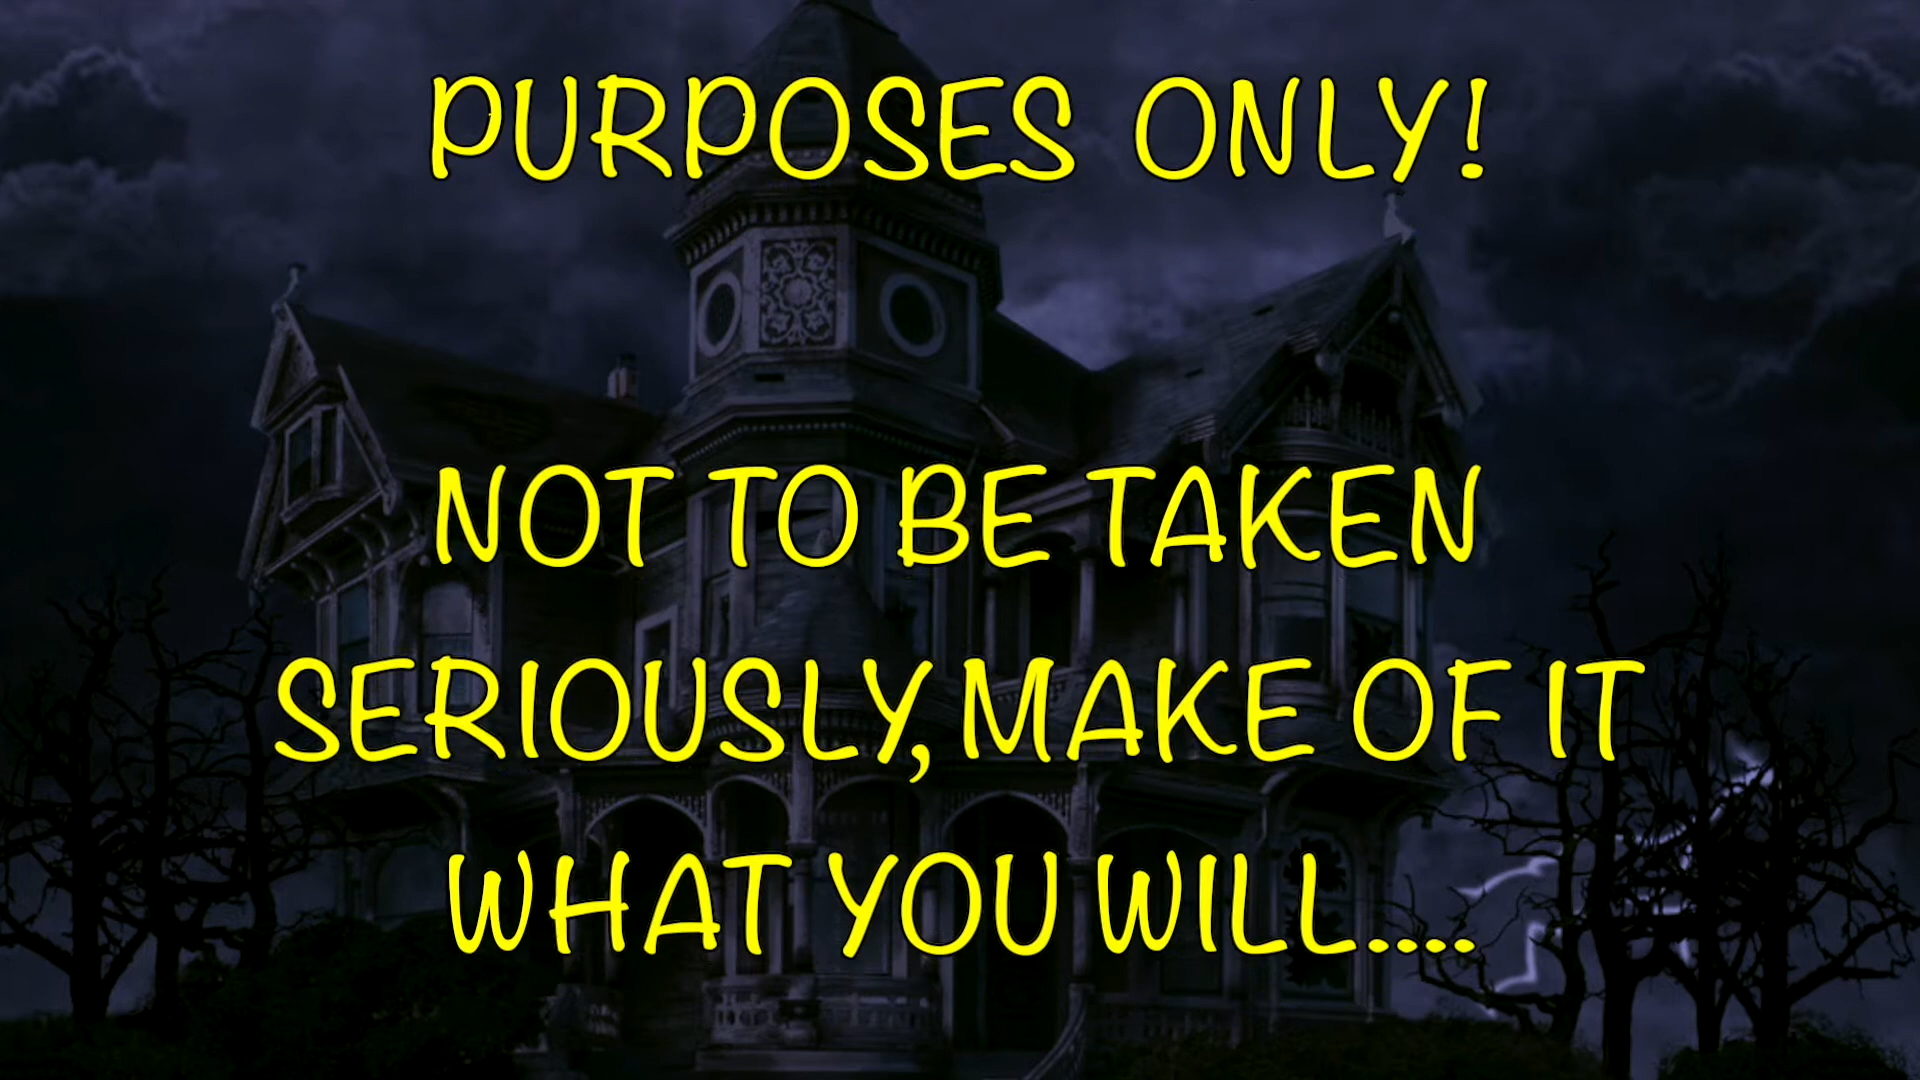 PURPOSES ONLY!
NOT TO BE TAKEN
SERIOUSLY, MAKE OF IT
WHAT YOU WILL....